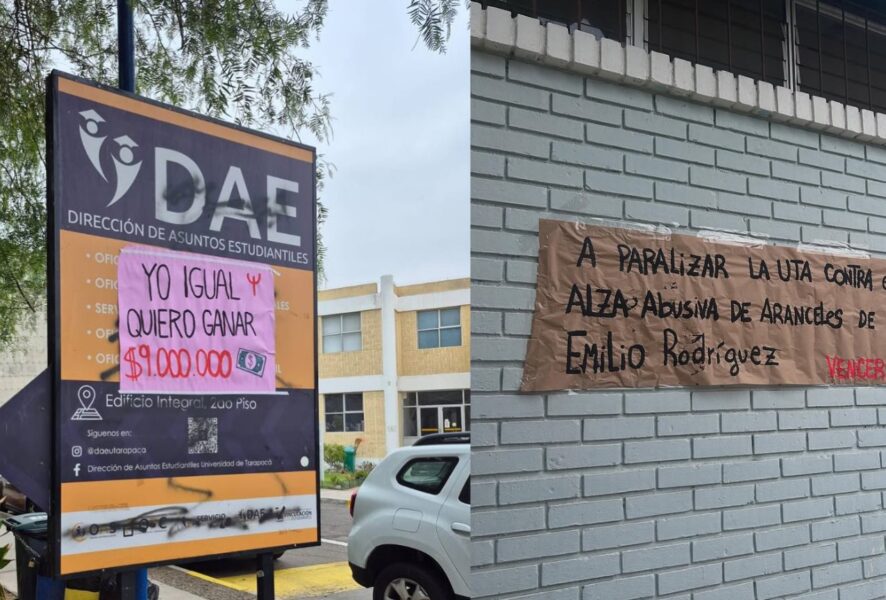 DAE
DIRECCIÓN DE ASUNTOS ESTUDIANTILES
YO IGUAL
QUIERO GANAR
$9.000.000
Edificio Integral, 2do Piso
Síguenos en:
@daeutarapaca
Dirección de Asuntos Estudiantiles Universidad de Tarapacá
SERVICIO
DAE
A PARALIZAR LA UTA CONTRA
ALZA ABUSIVA DE ARANCELES DE
EMILIO RODRÍGUEZ
VENCER